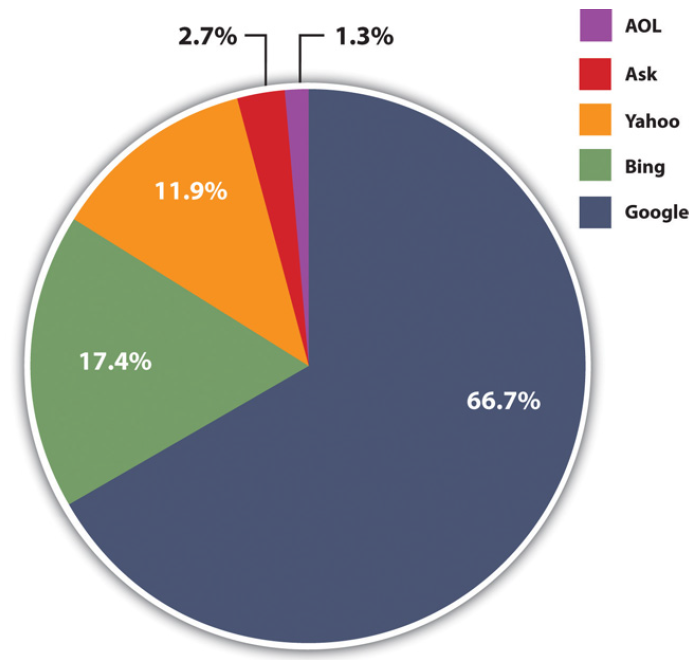 2.7%
1.3%
AOL
Ask
Yahoo
Bing
Google
11.9%
17.4%
66.7%